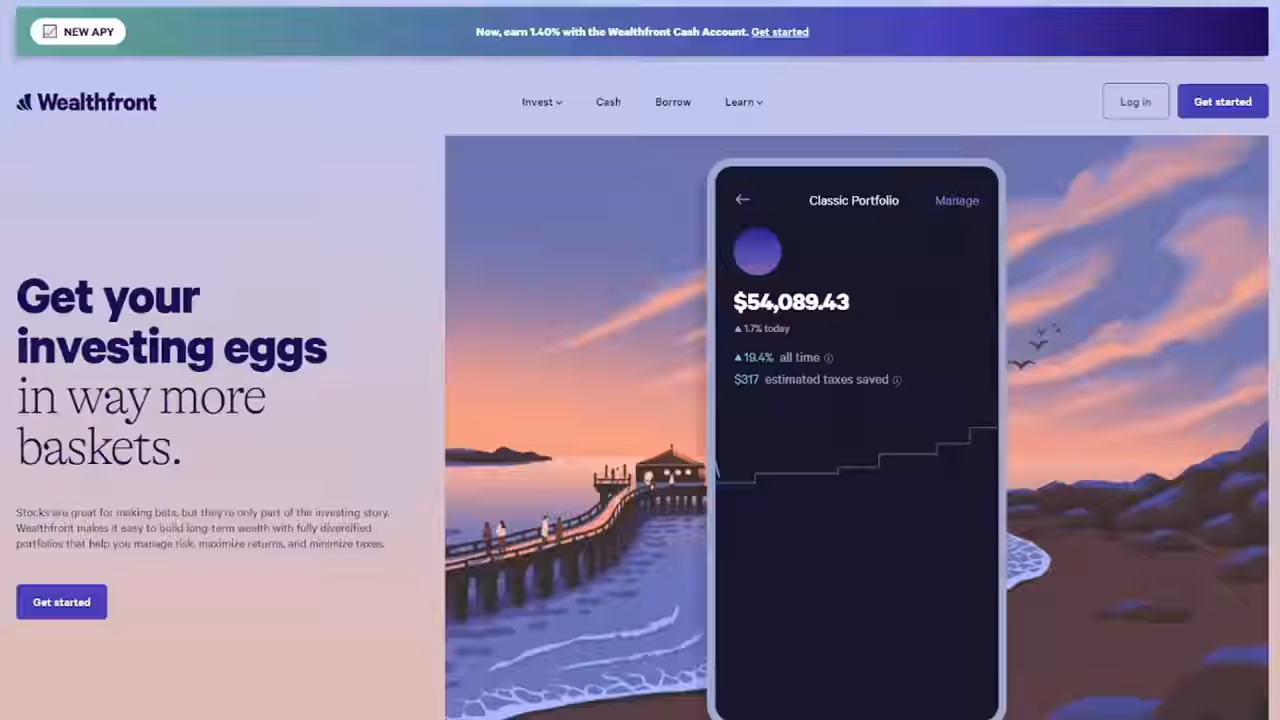 NEW APY
Now, earn 1.40% with the Wealthfront Cash Account. Get started
Wealthfront
Invest
Cash
Borrow
Learn
Log in
Get started
Get your
investing eggs
in way more
baskets.
Stocks are great for making bets, but they're only part of the investing story.
Wealthfront makes it easy to build long-term wealth with fully diversified
portfolios that help you manage risk, maximize returns, and minimize taxes.
Get started
Classic Portfolio
Manage
$54,089.43
1.7% today
19.4% all time
$317 estimated taxes saved